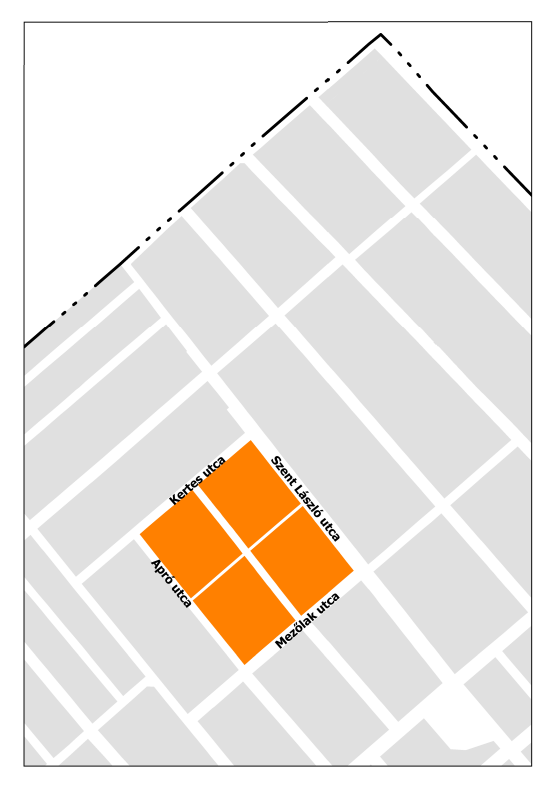 Kertes utca
Szent László utca
Apró utca
Mezőlak utca